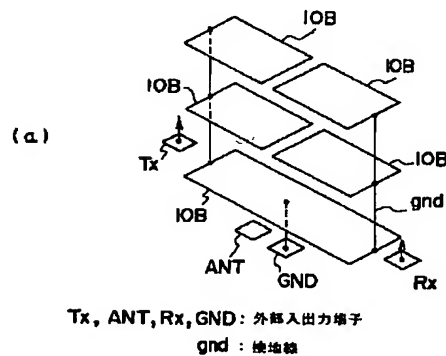 10B
10B
10B
(a)
Tx
10B
10B
gnd
ANT
GND
Rx
Tx, ANT, Rx, GND: 外部入出力端子
gnd: 接地線